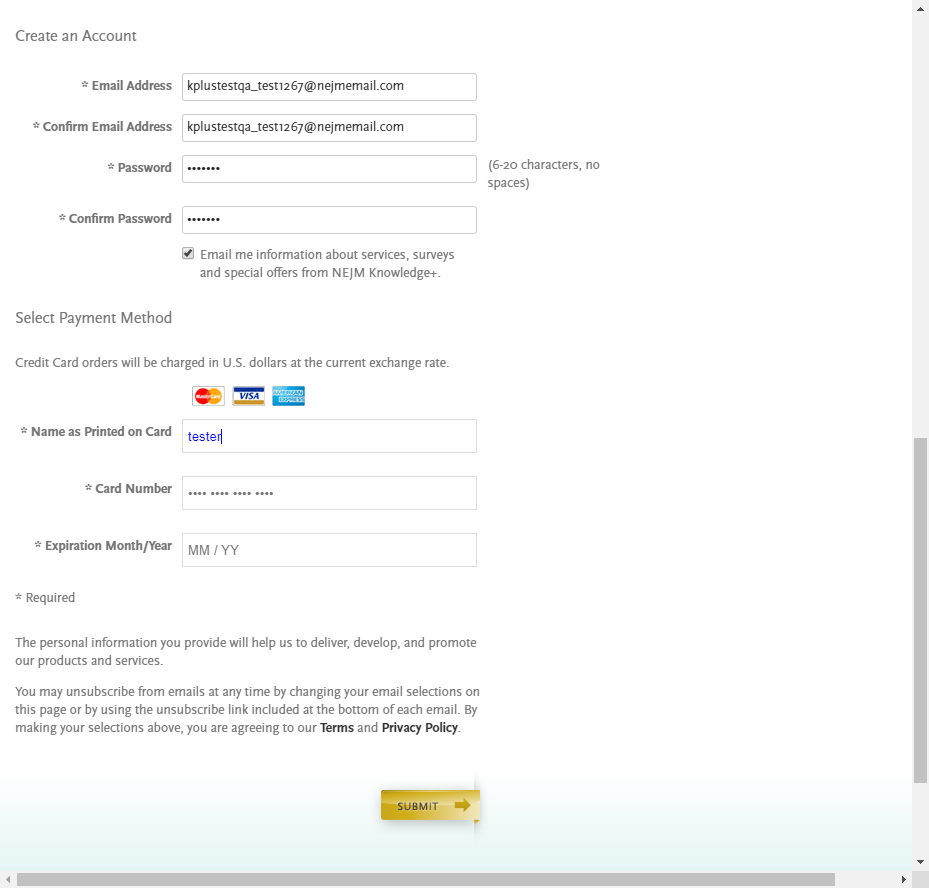 Create an Account
* Email Address kplustestqa_test1267@nejmemail.com
* Confirm Email Address kplustestqa_test1267@nejmemail.com
* Password •••••••
(6-20 characters, no
spaces)
* Confirm Password •••••••
Email me information about services, surveys
and special offers from NEJM Knowledge+.
Select Payment Method
Credit Card orders will be charged in U.S. dollars at the current exchange rate.
MasterCard VISA AMERICAN EXPRESS
* Name as Printed on Card tester
* Card Number •••• •••• •••• ••••
* Expiration Month/Year MM / YY
* Required
The personal information you provide will help us to deliver, develop, and promote
our products and services.
You may unsubscribe from emails at any time by changing your email selections on
this page or by using the unsubscribe link included at the bottom of each email. By
making your selections above, you are agreeing to our Terms and Privacy Policy.
SUBMIT